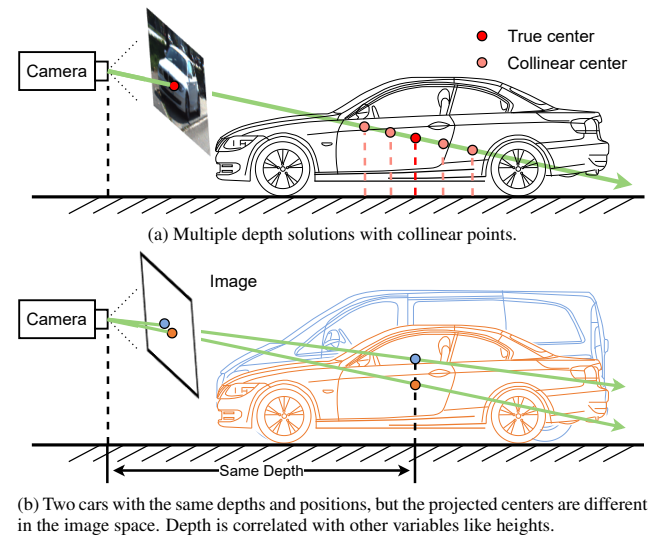 Camera
True center
Collinear center
(a) Multiple depth solutions with collinear points.
Image
Camera
Same Depth
(b) Two cars with the same depths and positions, but the projected centers are different
in the image space. Depth is correlated with other variables like heights.